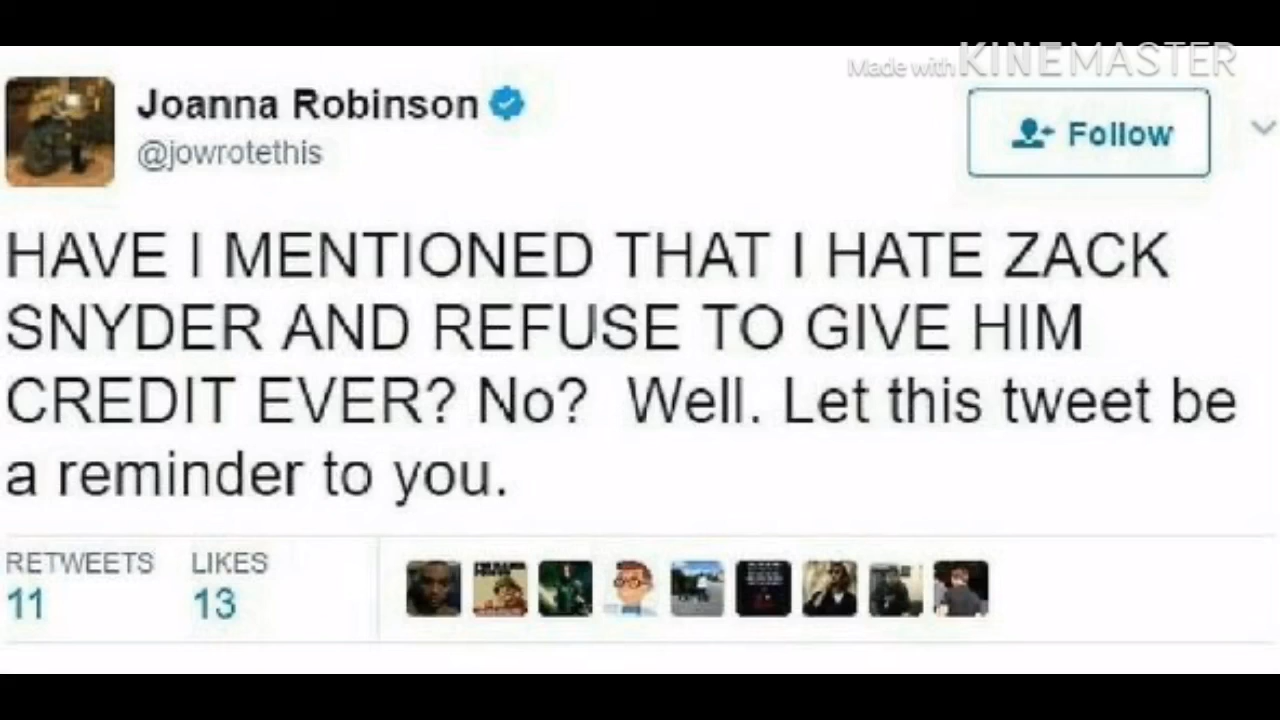 Made with KINEMASTER
Joanna Robinson
@jowrotethis
Follow
HAVE I MENTIONED THAT I HATE ZACK
SNYDER AND REFUSE TO GIVE HIM
CREDIT EVER? No?  Well. Let this tweet be
a reminder to you.
RETWEETS LIKES
11 13